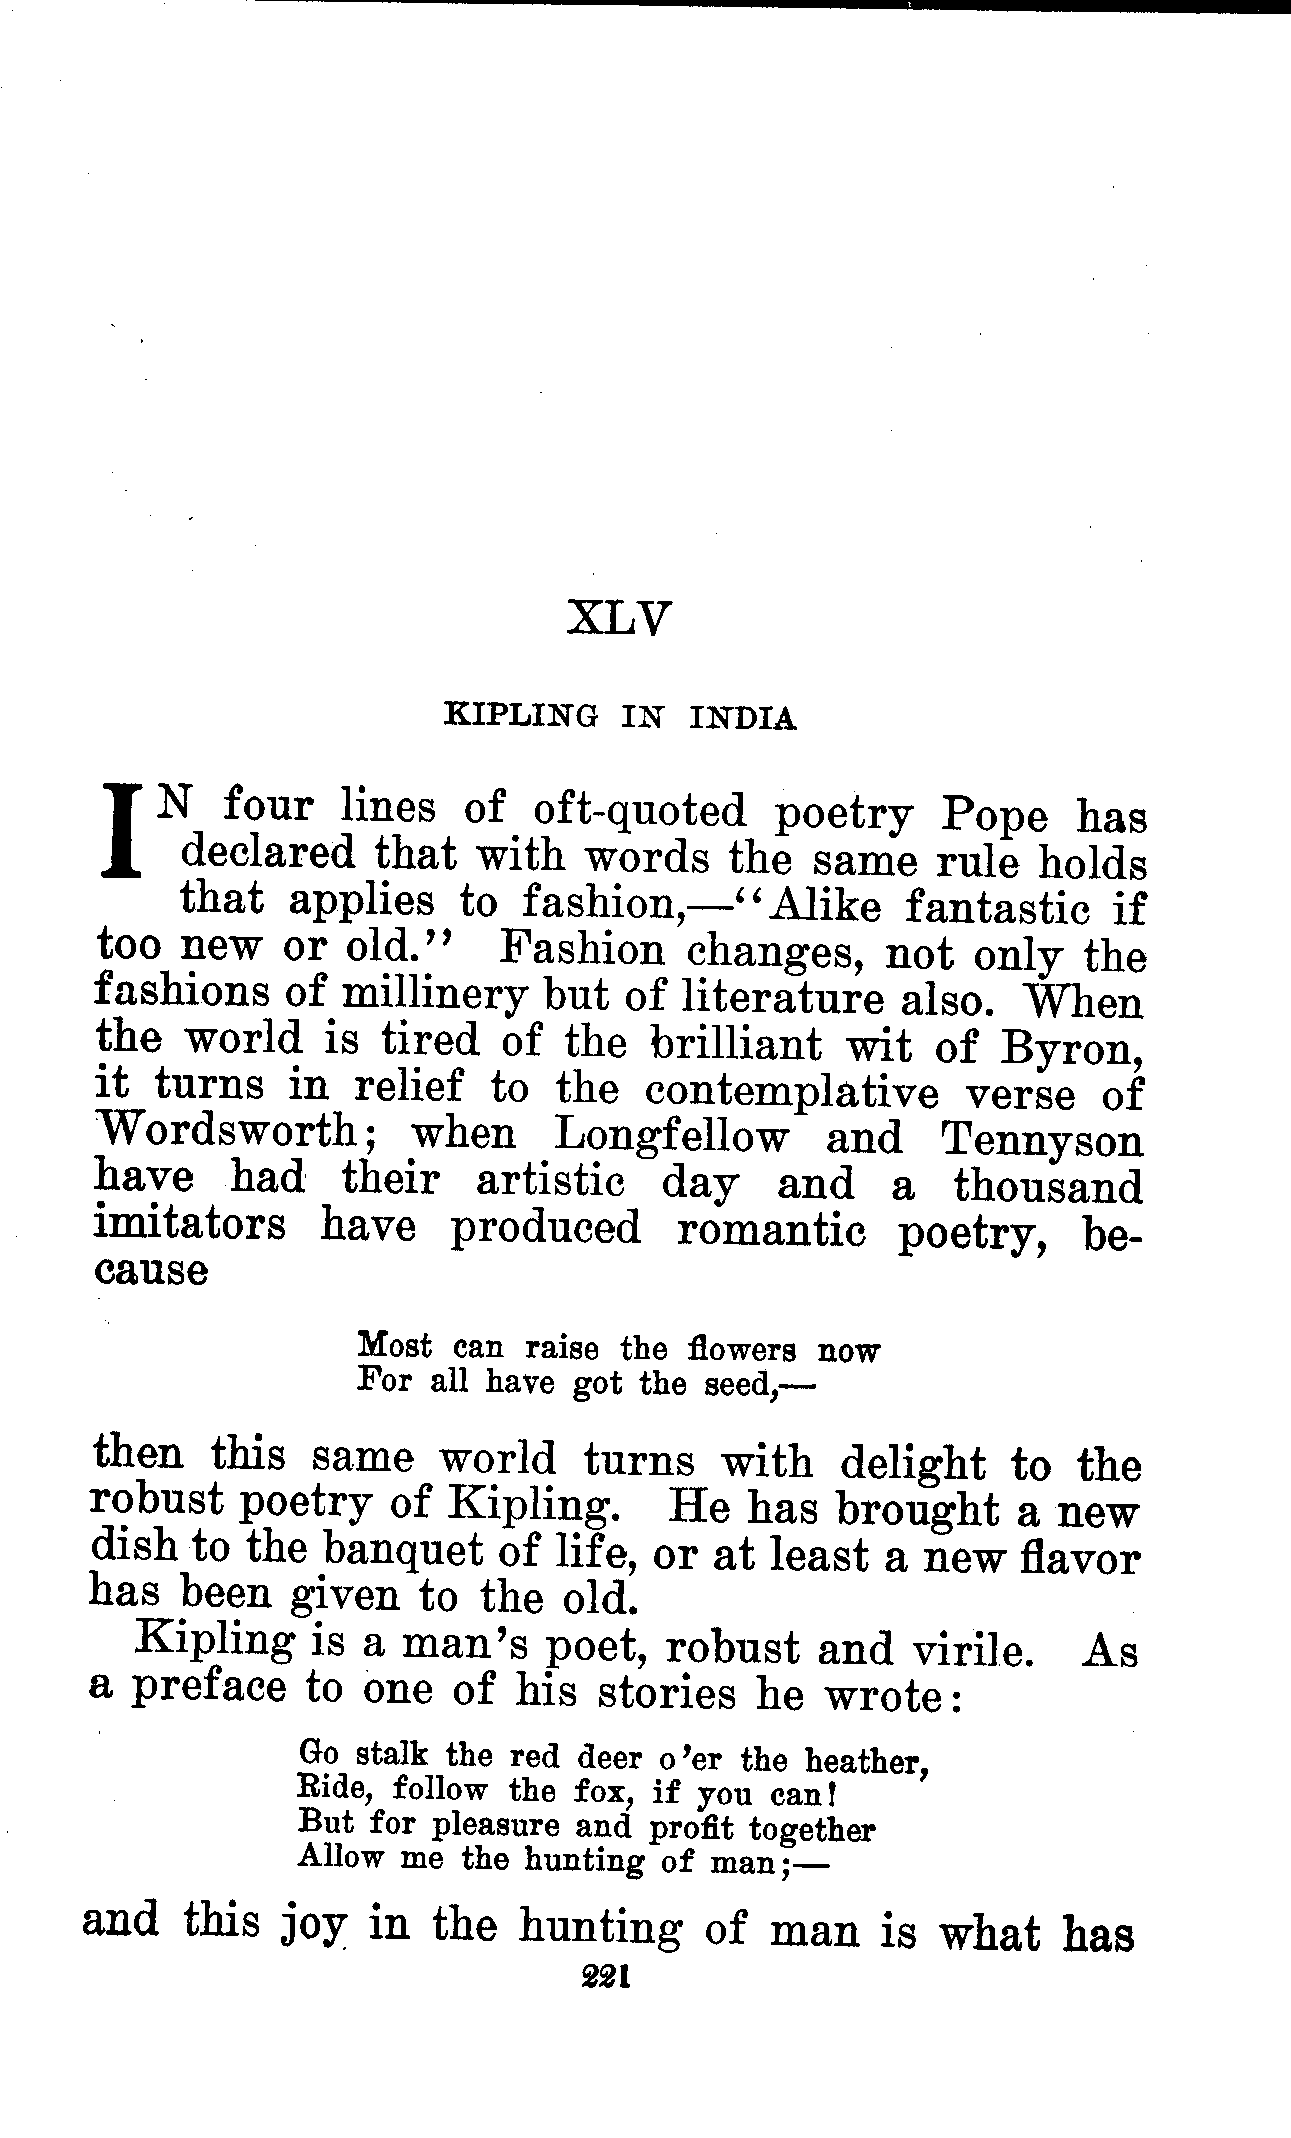 XLV
KIPLING IN INDIA
IN four lines of oft-quoted poetry Pope has
declared that with words the same rule holds
that applies to fashion,—“Alike fantastic if
too new or old.” Fashion changes, not only the
fashions of millinery but of literature also. When
the world is tired of the brilliant wit of Byron,
it turns in relief to the contemplative verse of
Wordsworth; when Longfellow and Tennyson
have had their artistic day and a thousand
imitators have produced romantic poetry, be-
cause
Most can raise the flowers now
For all have got the seed,—
then this same world turns with delight to the
robust poetry of Kipling. He has brought a new
dish to the banquet of life, or at least a new flavor
has been given to the old.
Kipling is a man’s poet, robust and virile. As
a preface to one of his stories he wrote:
Go stalk the red deer o’er the heather,
Ride, follow the fox, if you can!
But for pleasure and profit together
Allow me the hunting of man;—
and this joy in the hunting of man is what has
221